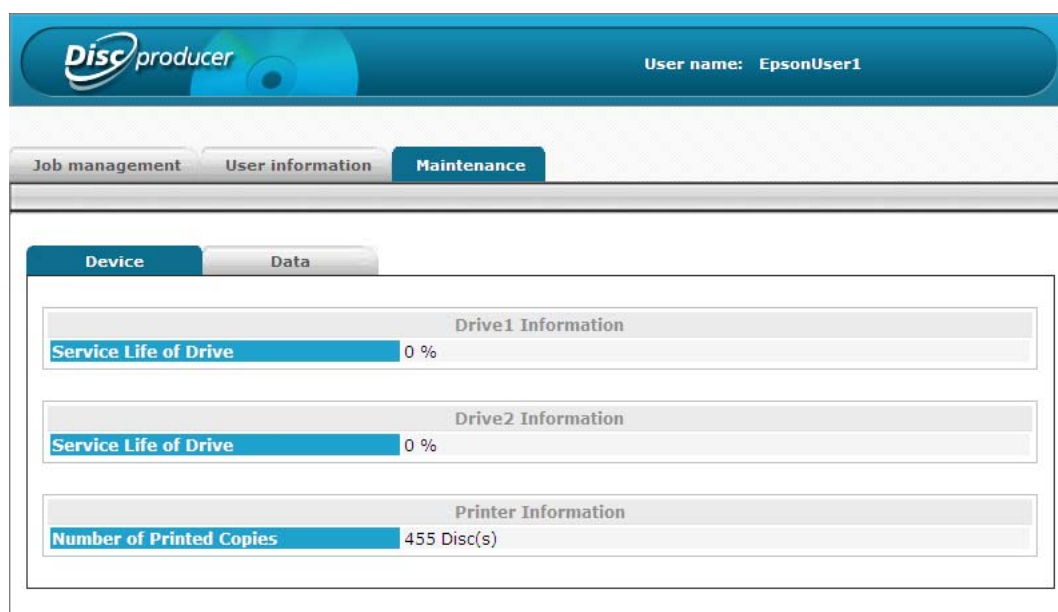 Disc producer
User name: EpsonUser1
Job management User information Maintenance
Device Data
Drive1 Information
Service Life of Drive 0 %
Drive2 Information
Service Life of Drive 0 %
Printer Information
Number of Printed Copies 455 Disc(s)